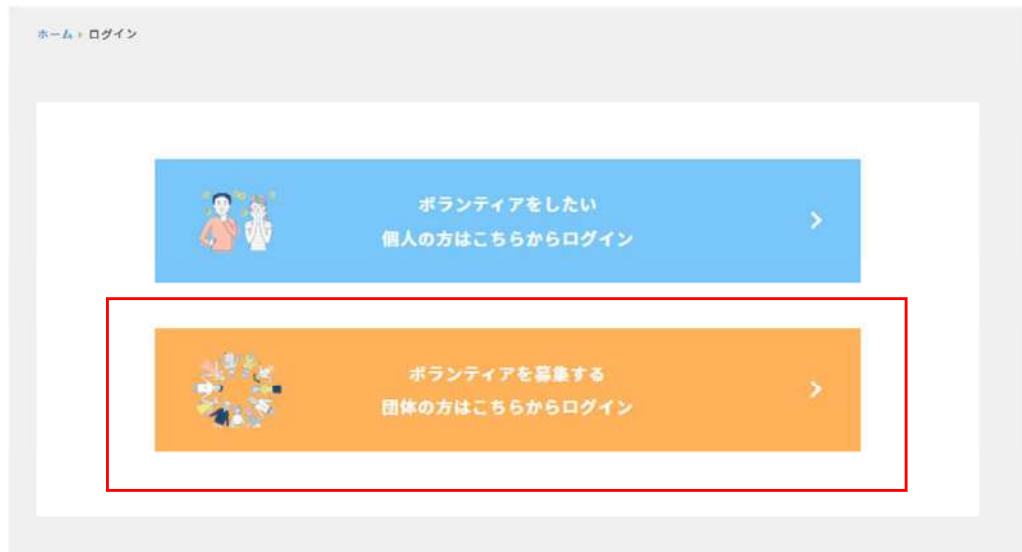 ホーム › ログイン
ボランティアをしたい
個人の方はこちらからログイン
ボランティアを募集する
団体の方はこちらからログイン